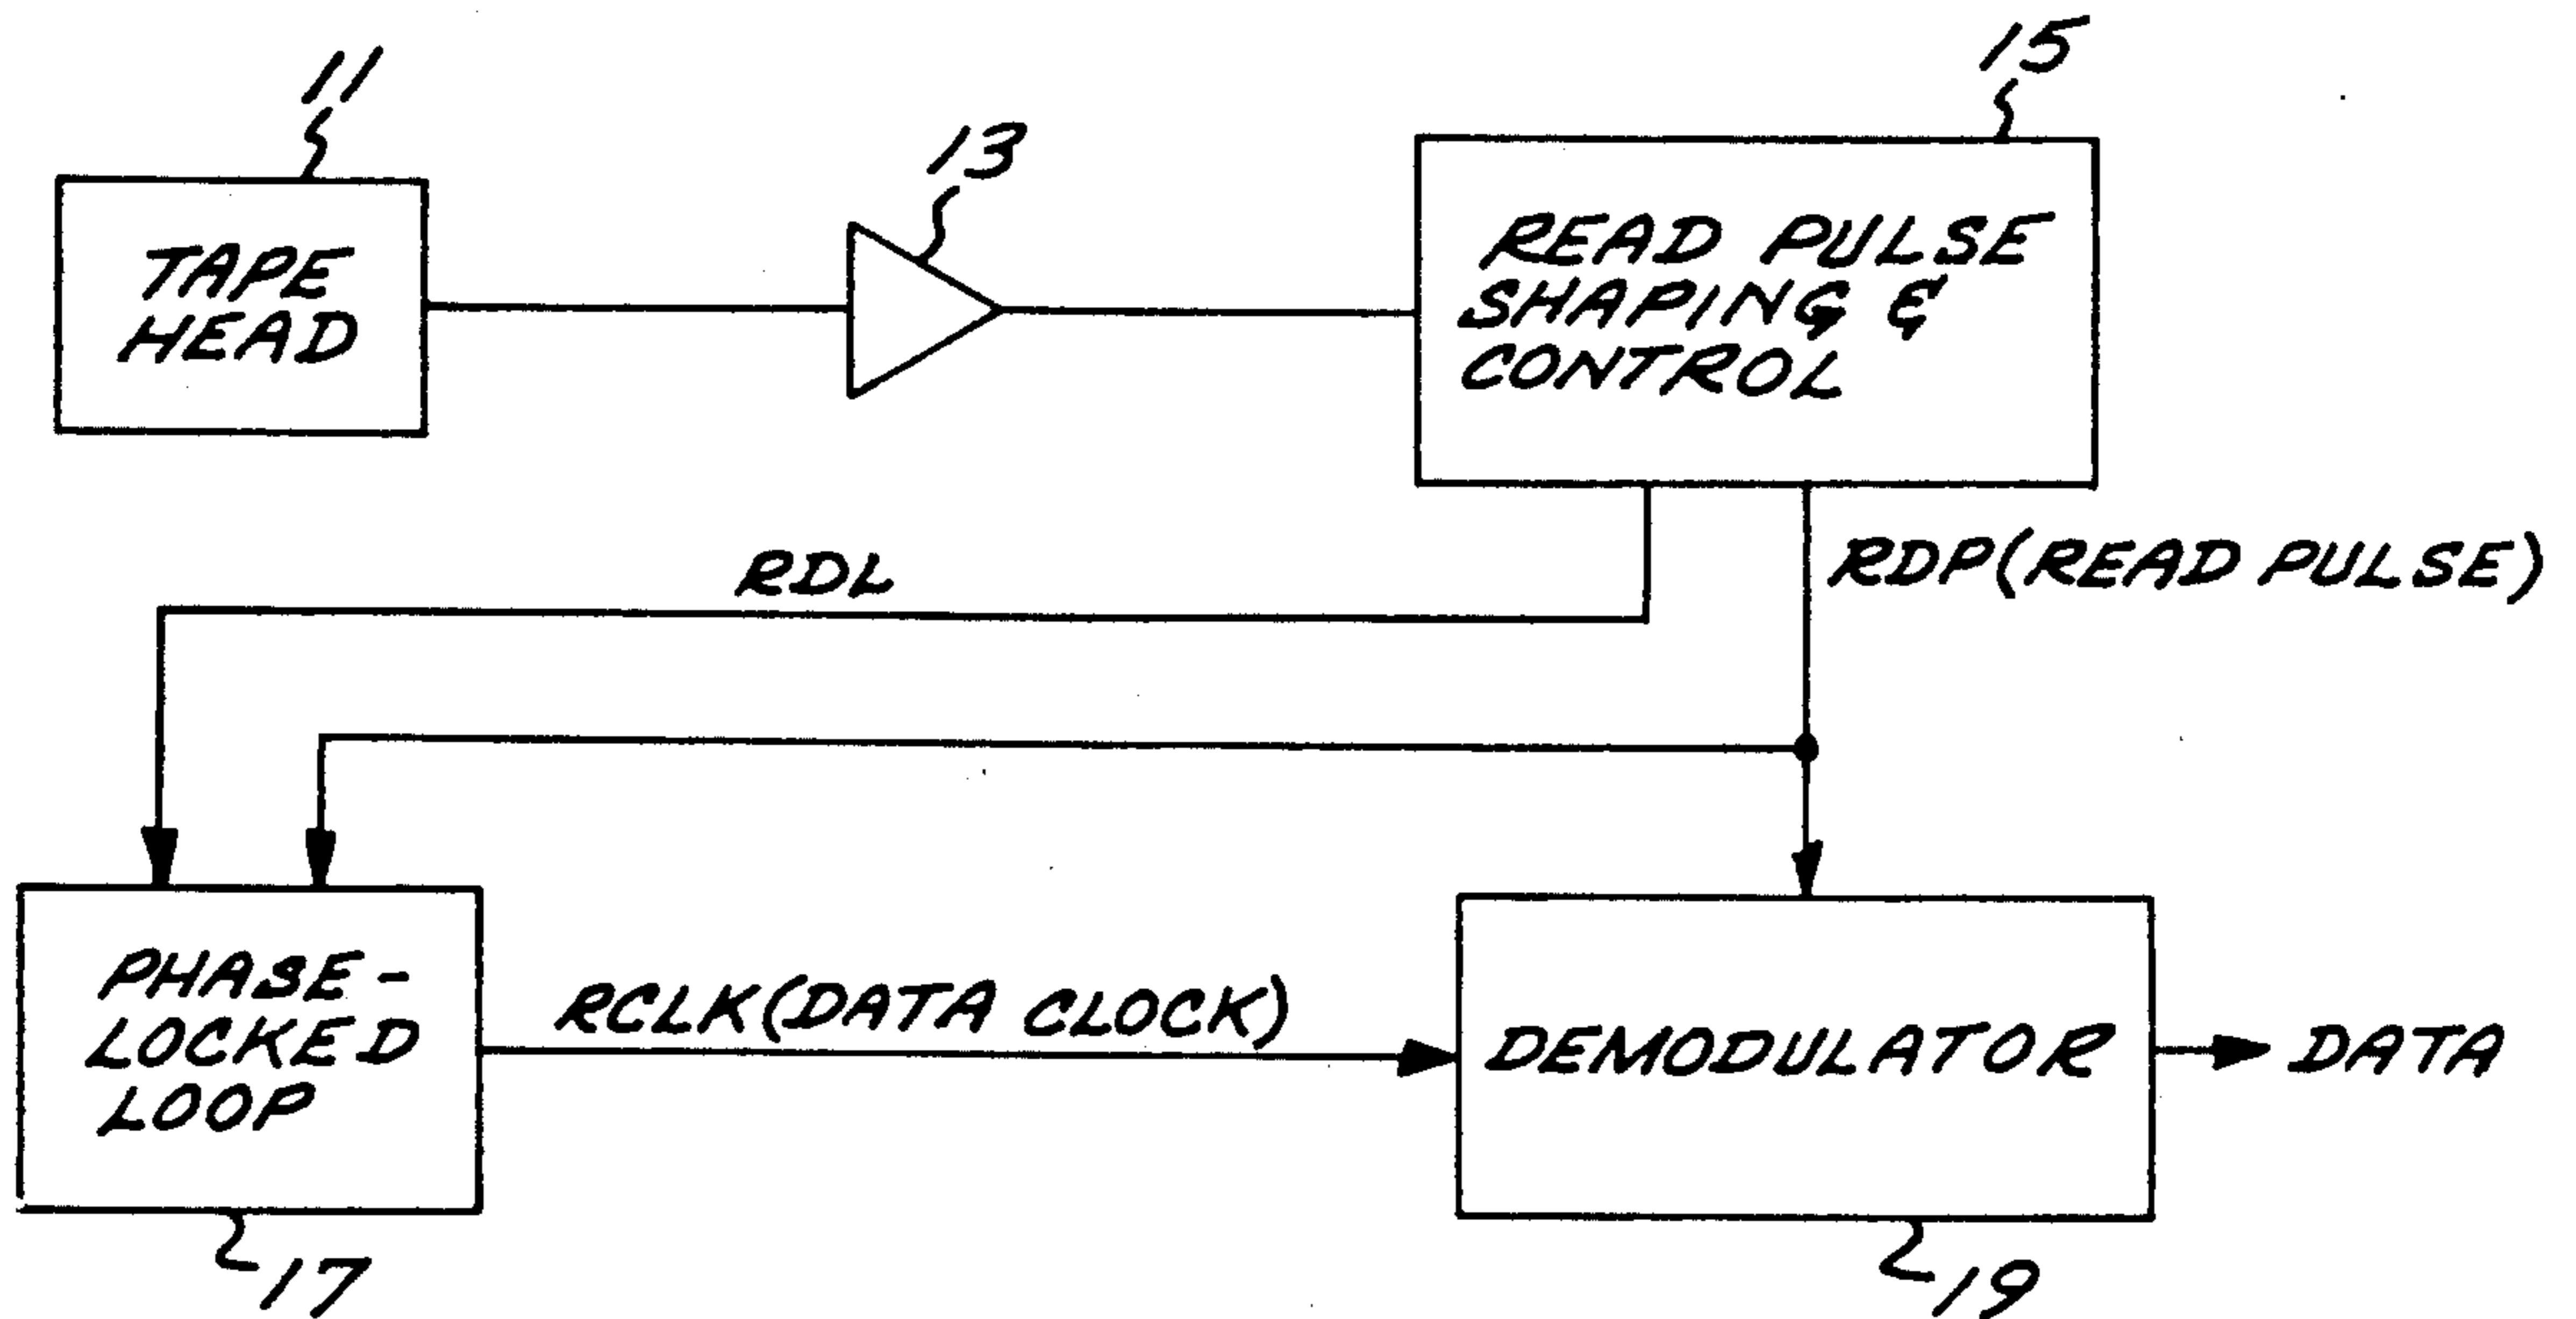 11
13
15
TAPE
HEAD
READ PULSE
SHAPING &
CONTROL
RDL
RDP(READ PULSE)
PHASE-
LOCKED
LOOP
RCLK(DATA CLOCK)
DEMODULATOR
DATA
17
19